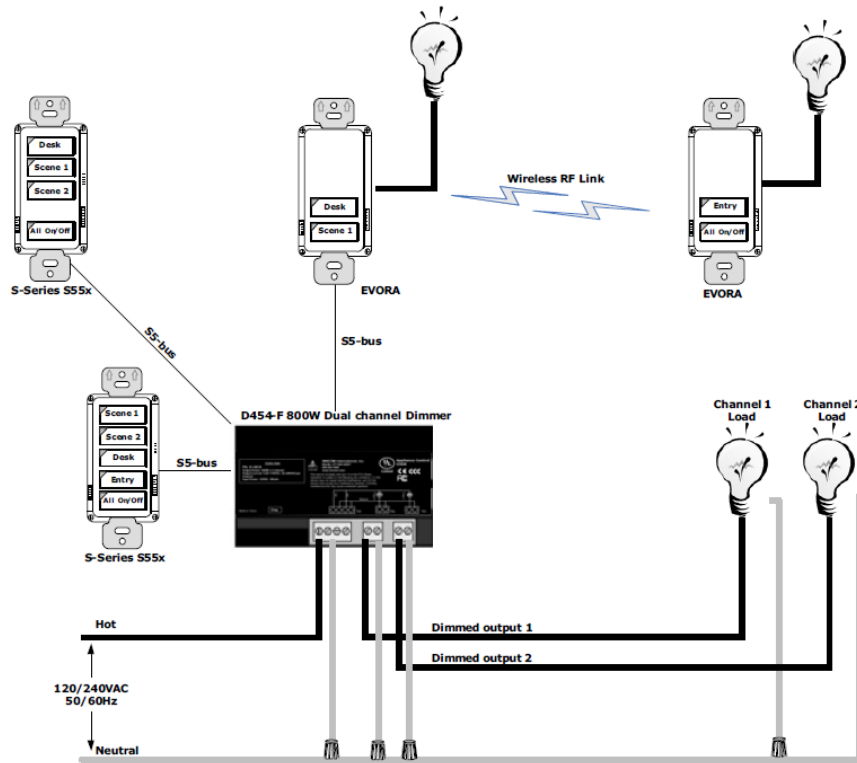 Desk
Scene 1
Scene 2
All On/Off
S-Series S55x
Desk
Scene 1
EVORA
Wireless RF Link
Entry
All On/Off
EVORA
S5-bus
S5-bus
Scene 1
Scene 2
Desk
Entry
All On/Off
S-Series S55x
S5-bus
D454-F 800W Dual channel Dimmer
Channel 1
Load
Channel 2
Load
Hot
Dimmed output 1
Dimmed output 2
120/240VAC
50/60Hz
Neutral